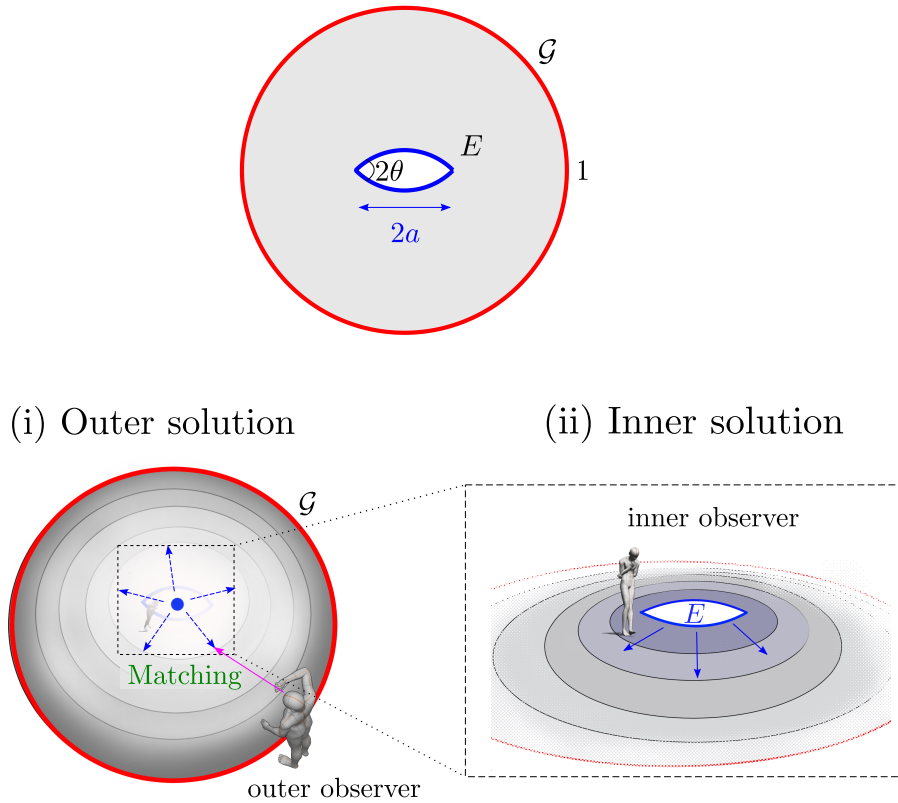 𝒢
E
1
2θ
2a
(i) Outer solution
(ii) Inner solution
𝒢
inner observer
E
Matching
outer observer